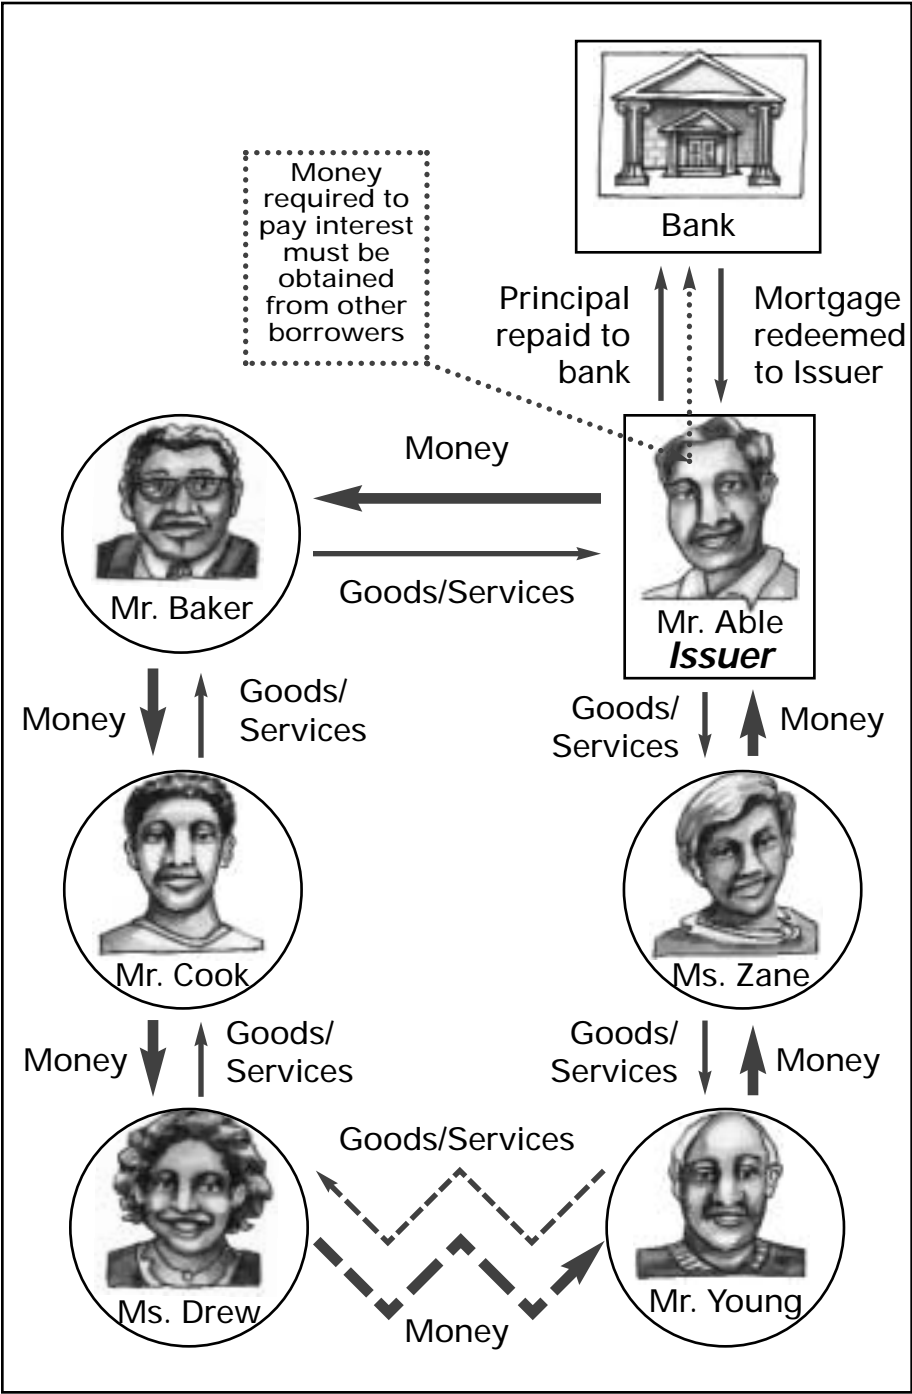 Bank
Money
required to
pay interest
must be
obtained
from other
borrowers
Principal
repaid to
bank
Mortgage
redeemed
to Issuer
Money
Goods/Services
Mr. Baker
Mr. Able
Issuer
Money
Goods/
Services
Goods/
Services
Money
Mr. Cook
Ms. Zane
Money
Goods/
Services
Goods/
Services
Money
Goods/Services
Ms. Drew
Mr. Young
Money